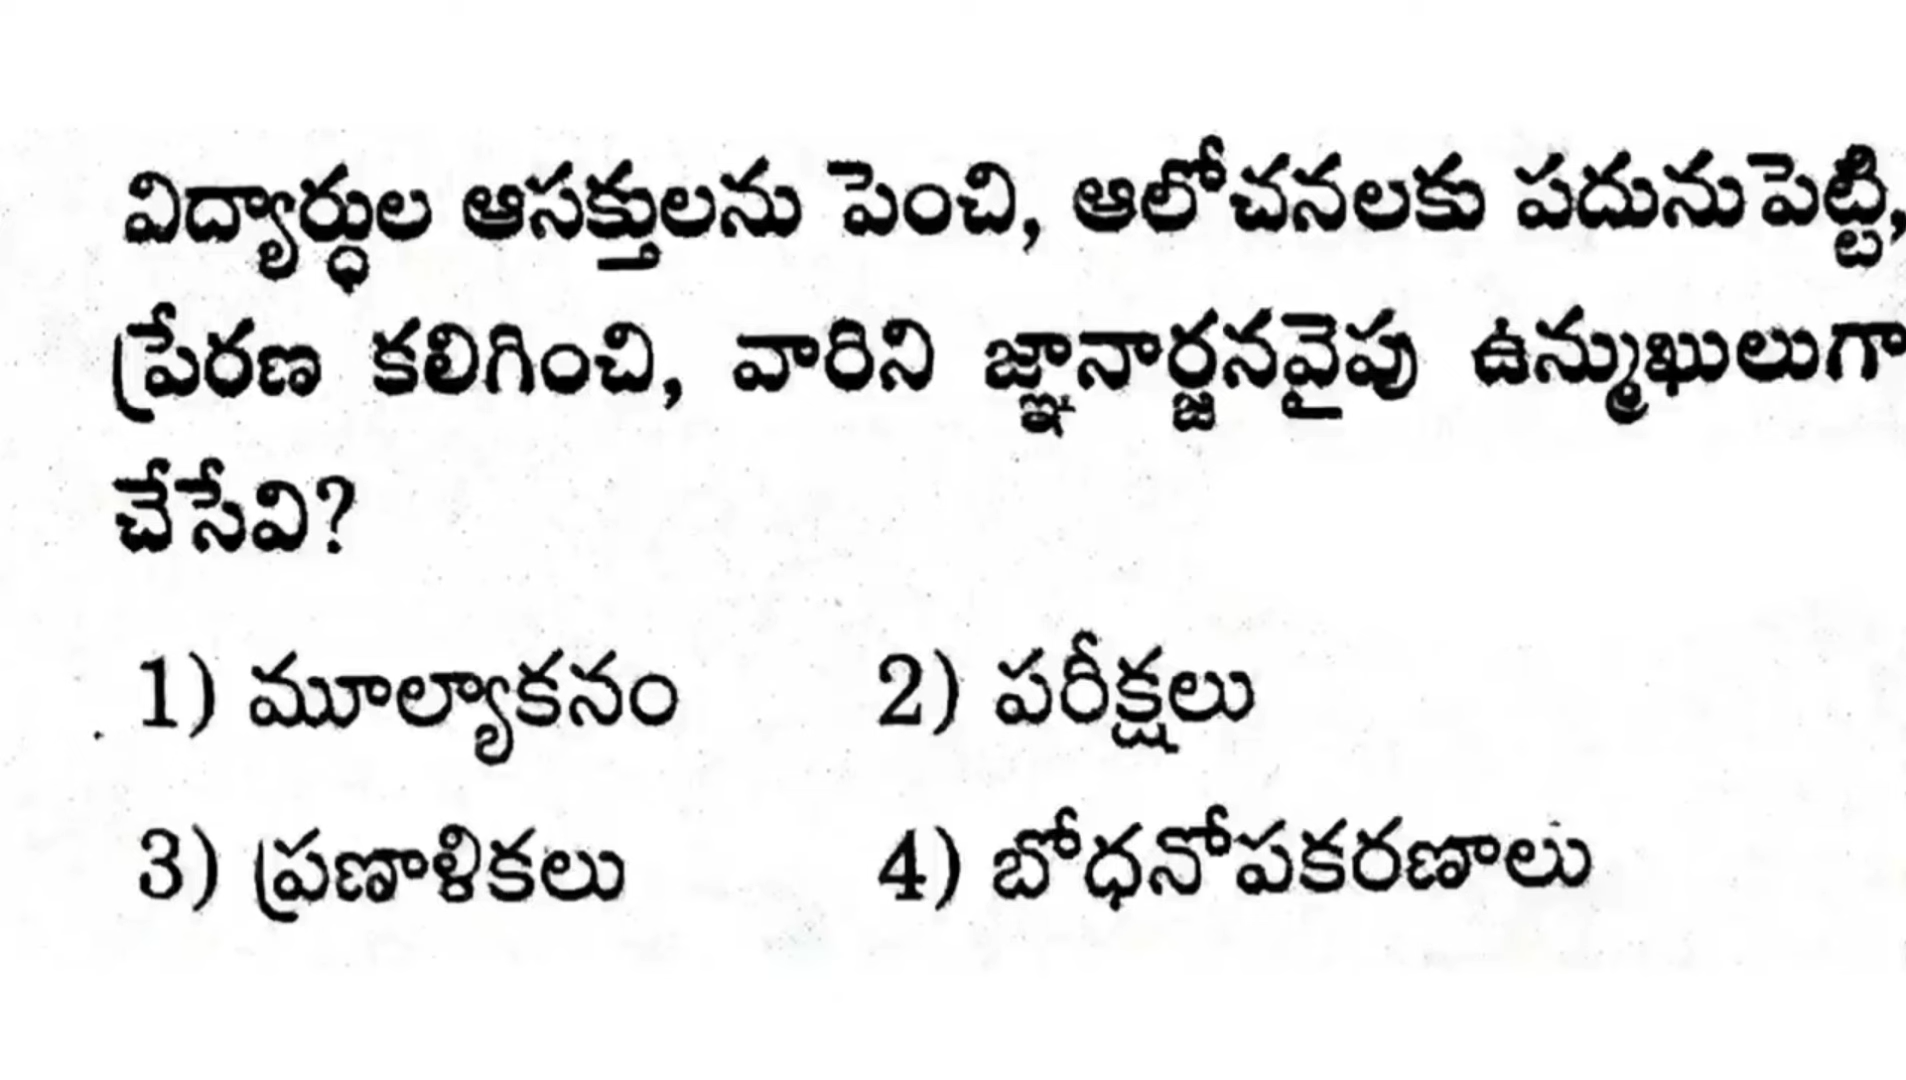 విద్యార్థుల ఆసక్తులను పెంచి, ఆలోచనలకు పదునుపెట్టి,
ప్రేరణ కలిగించి, వారిని జ్ఞానార్జనవైపు ఉన్ముఖులుగా
చేసేవి?
1) మూల్యాకనం 2) పరీక్షలు
3) ప్రణాళికలు 4) బోధనోపకరణాలు